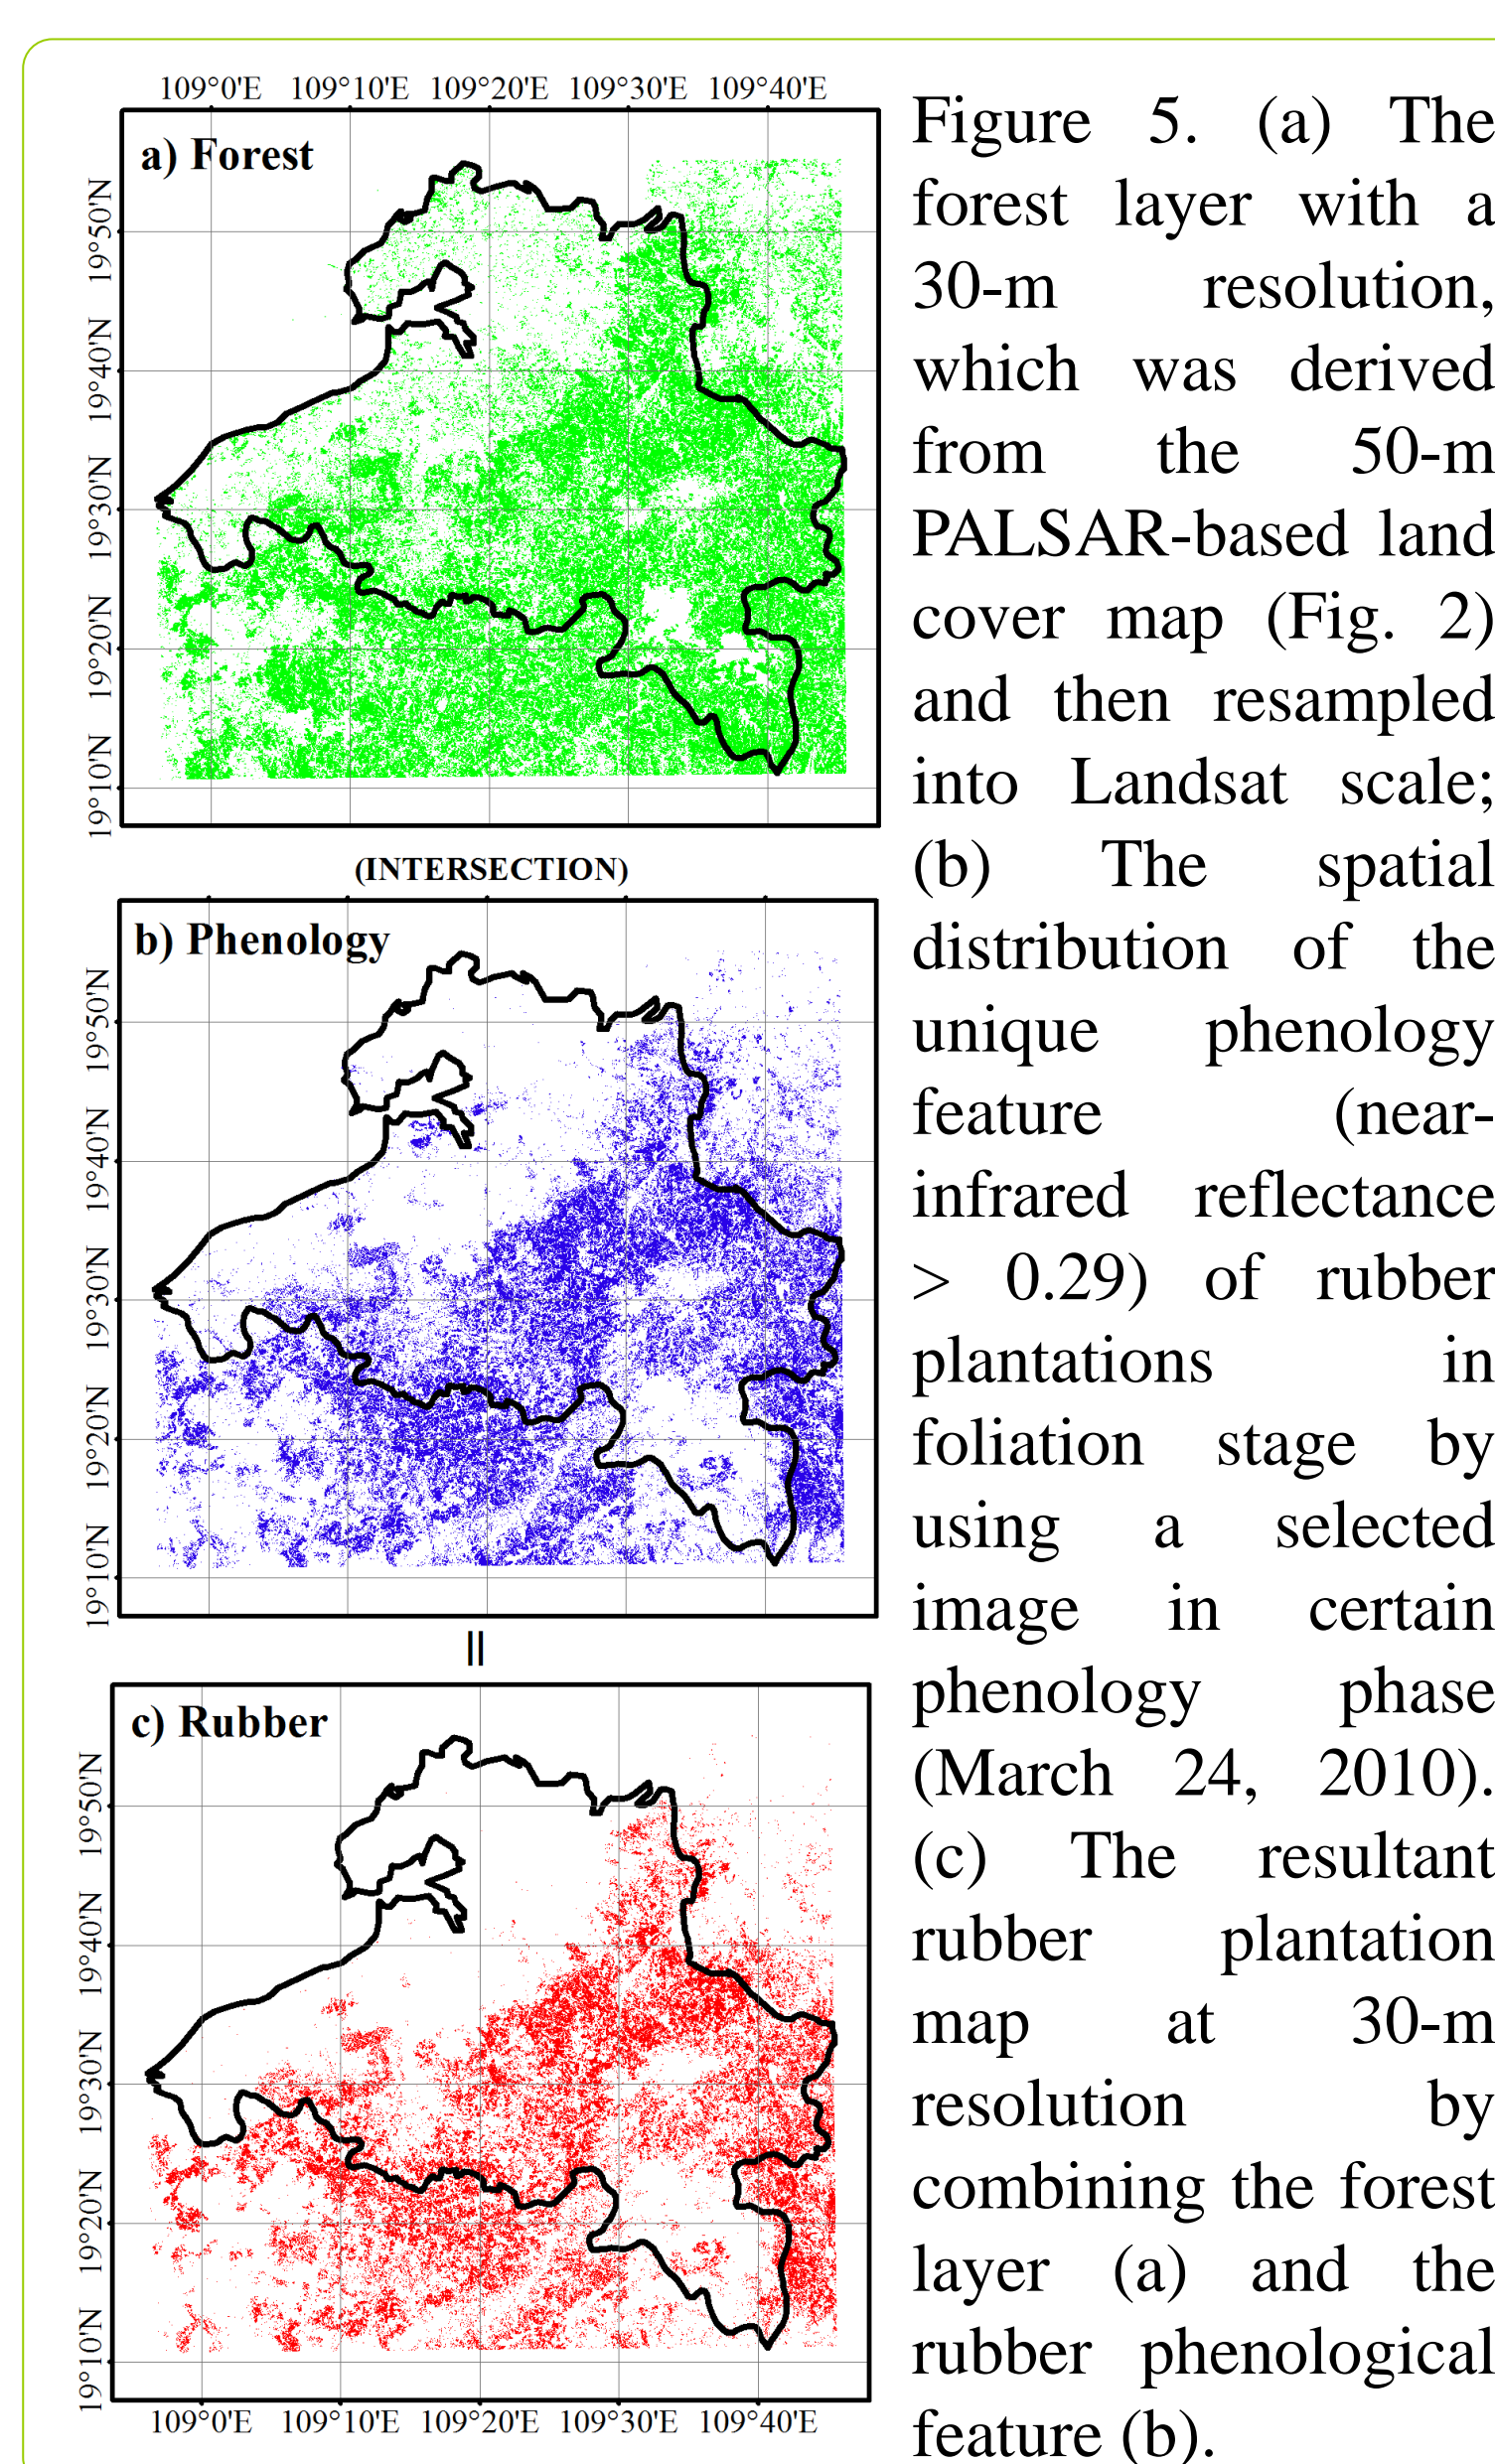 109°0'E 109°10'E 109°20'E 109°30'E 109°40'E
a) Forest
19°50'N
19°40'N
19°30'N
19°20'N
19°10'N
(INTERSECTION)
b) Phenology
19°50'N
19°40'N
19°30'N
19°20'N
19°10'N
=
c) Rubber
19°50'N
19°40'N
19°30'N
19°20'N
19°10'N
109°0'E 109°10'E 109°20'E 109°30'E 109°40'E
Figure 5. (a) The
forest layer with a
30-m resolution,
which was derived
from the 50-m
PALSAR-based land
cover map (Fig. 2)
and then resampled
into Landsat scale;
(b) The spatial
distribution of the
unique phenology
feature (near-
infrared reflectance
> 0.29) of rubber
plantations in
foliation stage by
using a selected
image in certain
phenology phase
(March 24, 2010).
(c) The resultant
rubber plantation
map at 30-m
resolution by
combining the forest
layer (a) and the
rubber phenological
feature (b).